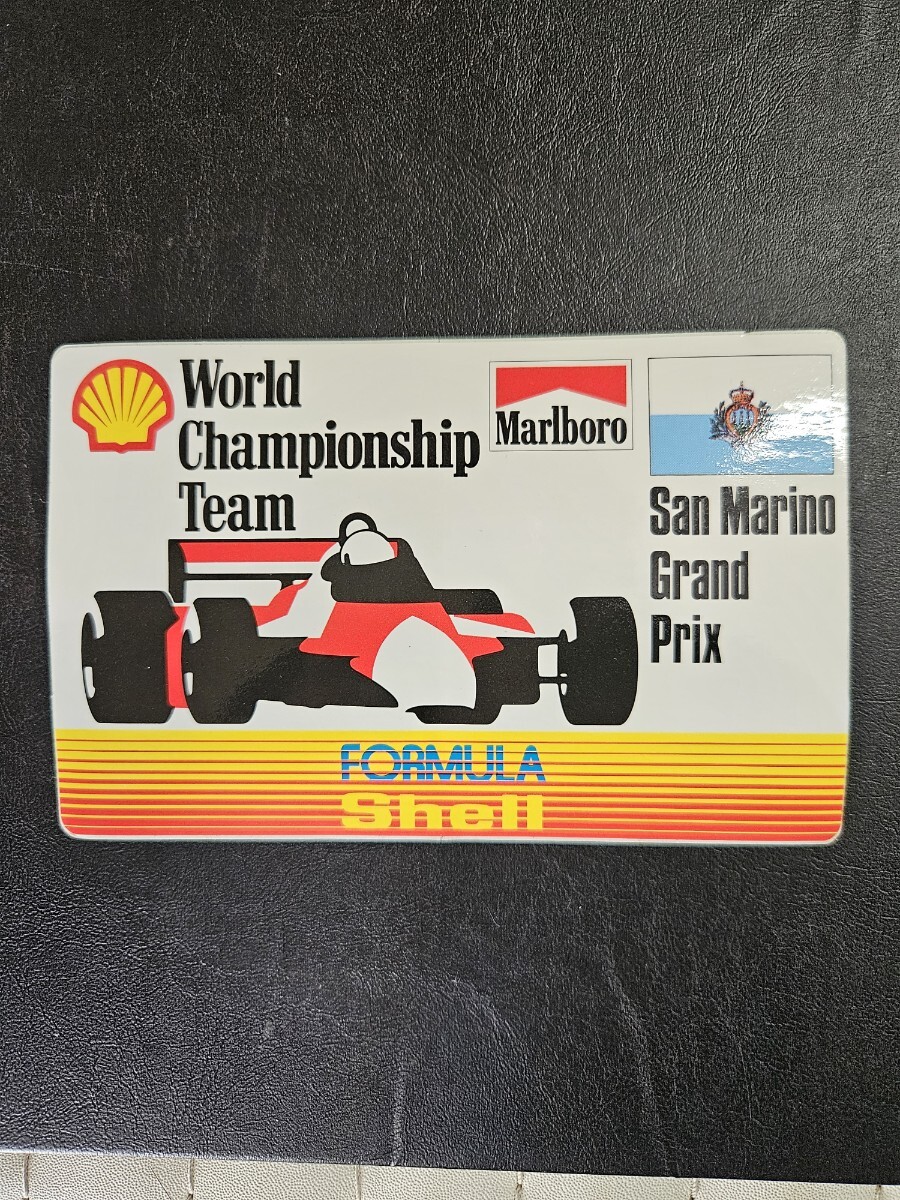 World
Championship
Team
Marlboro
San Marino
Grand
Prix
FORMULA
Shell